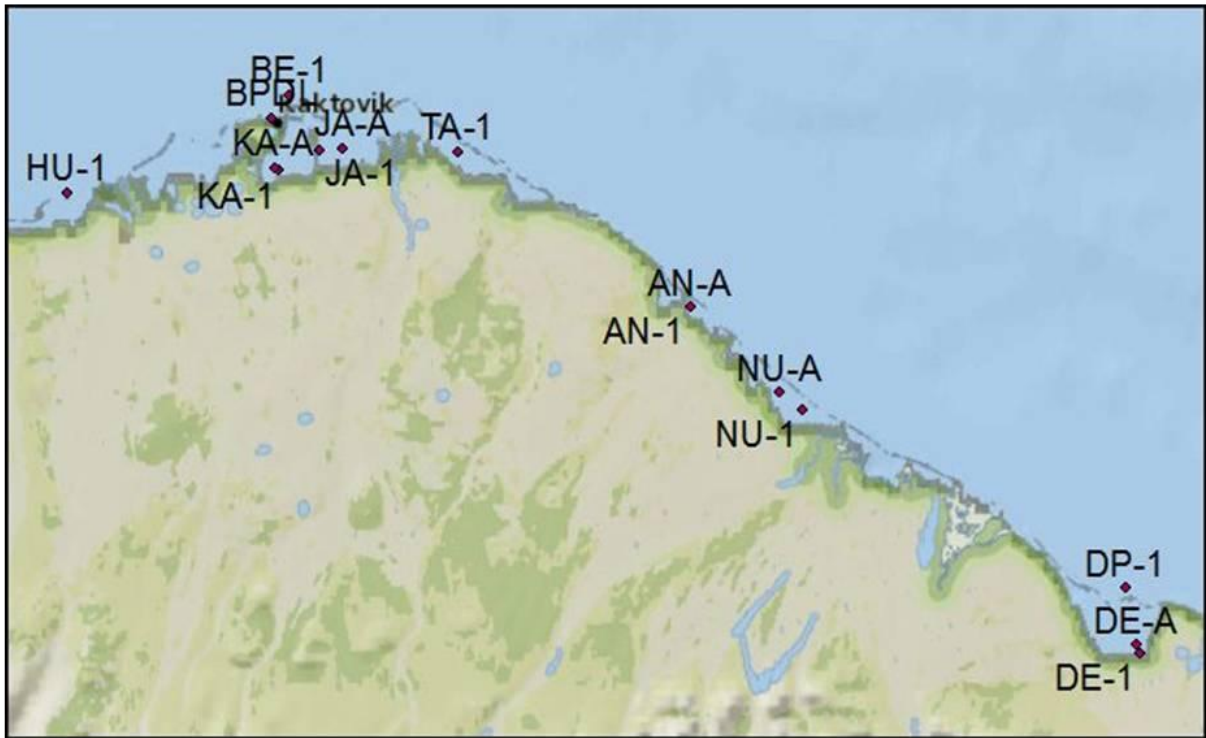 BE-1
BPDL
Kaktovik
JA-A
TA-1
KA-A
HU-1
JA-1
KA-1
AN-A
AN-1
NU-A
NU-1
DP-1
DE-A
DE-1